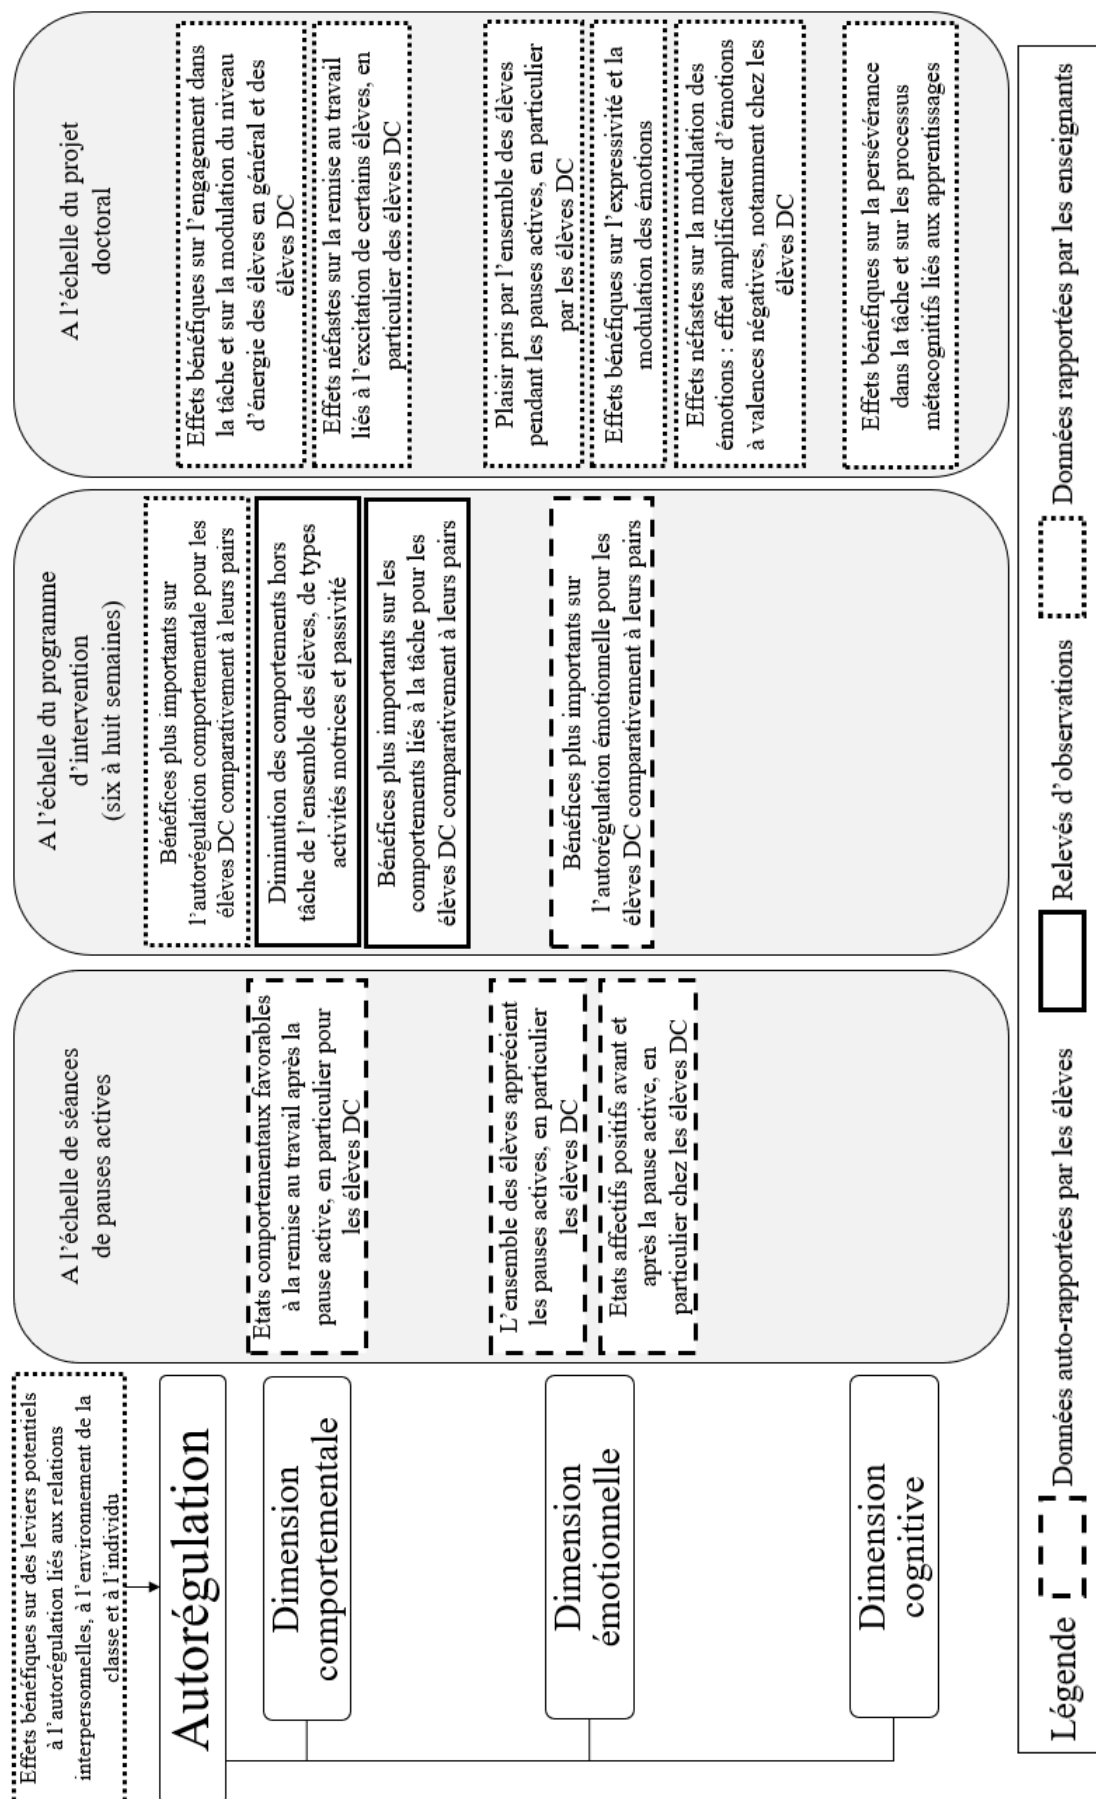 Effets bénéfiques sur des leviers potentiels
à l'autorégulation liés aux relations
interpersonnelles, à l'environnement de la
classe et à l'individu
Autorégulation
Dimension
comportementale
Dimension
émotionnelle
Dimension
cognitive
A l'échelle de séances
de pauses actives
Etats comportementaux favorables
à la remise au travail après la
pause active, en particulier pour
les élèves DC
L'ensemble des élèves apprécient
les pauses actives, en particulier
les élèves DC
Etats affectifs positifs avant et
après la pause active, en
particulier chez les élèves DC
A l'échelle du programme
d'intervention
(six à huit semaines)
Bénéfices plus importants sur
l'autorégulation comportementale pour les
élèves DC comparativement à leurs pairs
Diminution des comportements hors
tâche de l'ensemble des élèves, de types
activités motrices et passivité
Bénéfices plus importants sur les
comportements liés à la tâche pour les
élèves DC comparativement à leurs pairs
Bénéfices plus importants sur
l'autorégulation émotionnelle pour les
élèves DC comparativement à leurs pairs
A l'échelle du projet
doctoral
Effets bénéfiques sur l'engagement dans
la tâche et sur la modulation du niveau
d'énergie des élèves en général et des
élèves DC
Effets néfastes sur la remise au travail
liés à l'excitation de certains élèves, en
particulier des élèves DC
Plaisir pris par l'ensemble des élèves
pendant les pauses actives, en particulier
par les élèves DC
Effets bénéfiques sur l'expressivité et la
modulation des émotions
Effets néfastes sur la modulation des
émotions : effet amplificateur d'émotions
à valences négatives, notamment chez les
élèves DC
Effets bénéfiques sur la persévérance
dans la tâche et sur les processus
métacognitifs liés aux apprentissages
Légende
Données auto-rapportées par les élèves
Relevés d'observations
Données rapportées par les enseignants